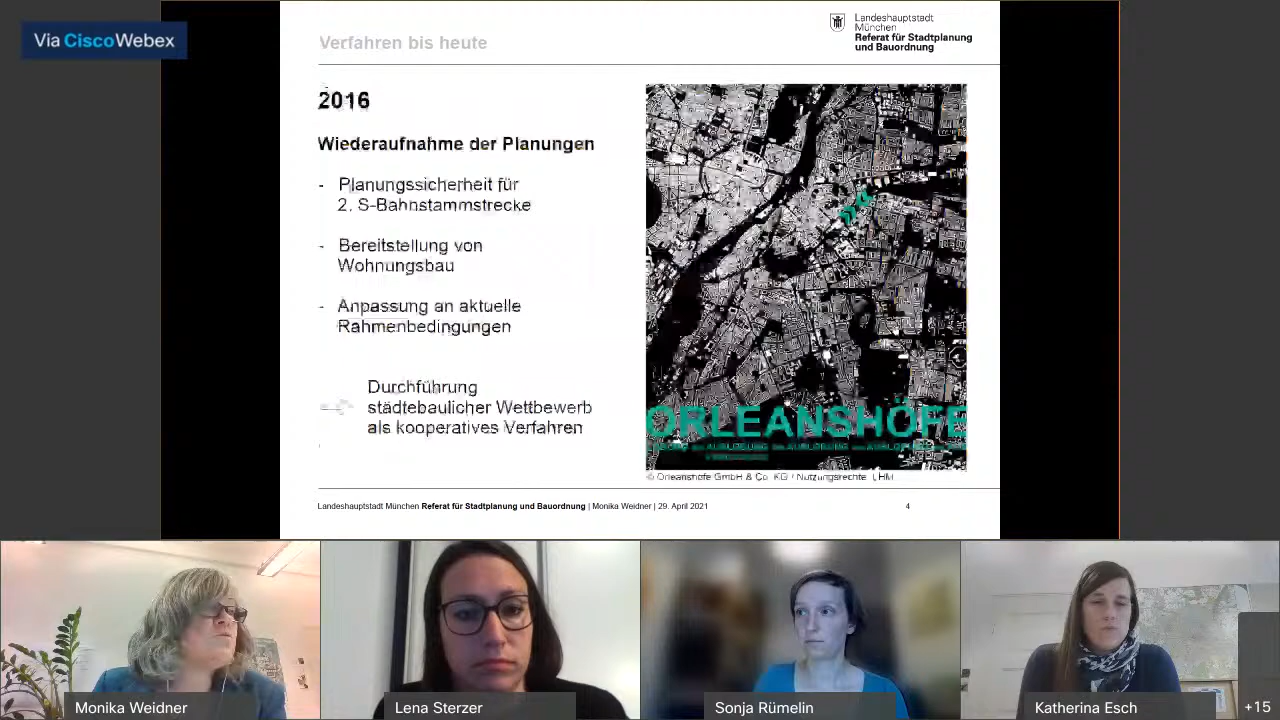 Via Cisco Webex
Verfahren bis heute
Landeshauptstadt
München
Referat für Stadtplanung
und Bauordnung
2016
Wiederaufnahme der Planungen
- Planungssicherheit für
2. S-Bahnstammstrecke
- Bereitstellung von
Wohnungsbau
- Anpassung an aktuelle
Rahmenbedingungen
Durchführung
städtebaulicher Wettbewerb
als kooperatives Verfahren
ORLEANSHÖFE
© Orleanshöfe GmbH & Co. KG / Nutzungsrechte LHM
Landeshauptstadt München Referat für Stadtplanung und Bauordnung | Monika Weidner | 29. April 2021
4
Monika Weidner
Lena Sterzer
Sonja Rümelin
Katherina Esch
+15